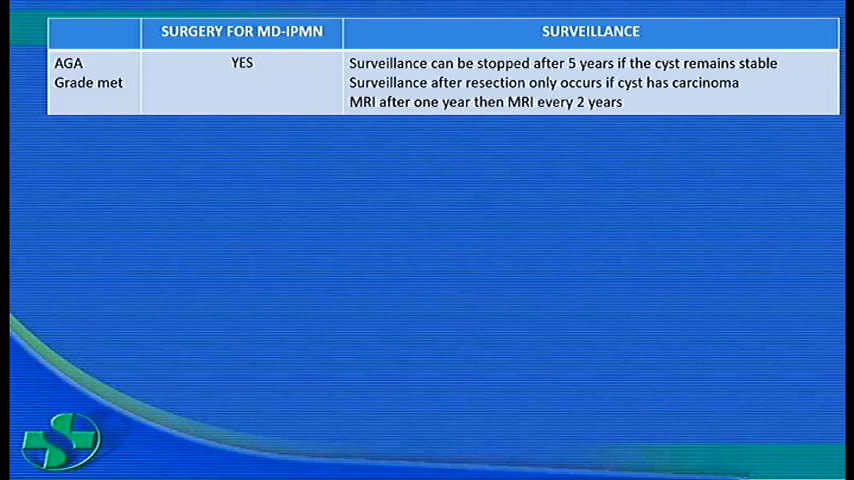 SURGERY FOR MD-IPMN SURVEILLANCE
AGA YES Surveillance can be stopped after 5 years if the cyst remains stable
Grade met Surveillance after resection only occurs if cyst has carcinoma
MRI after one year then MRI every 2 years